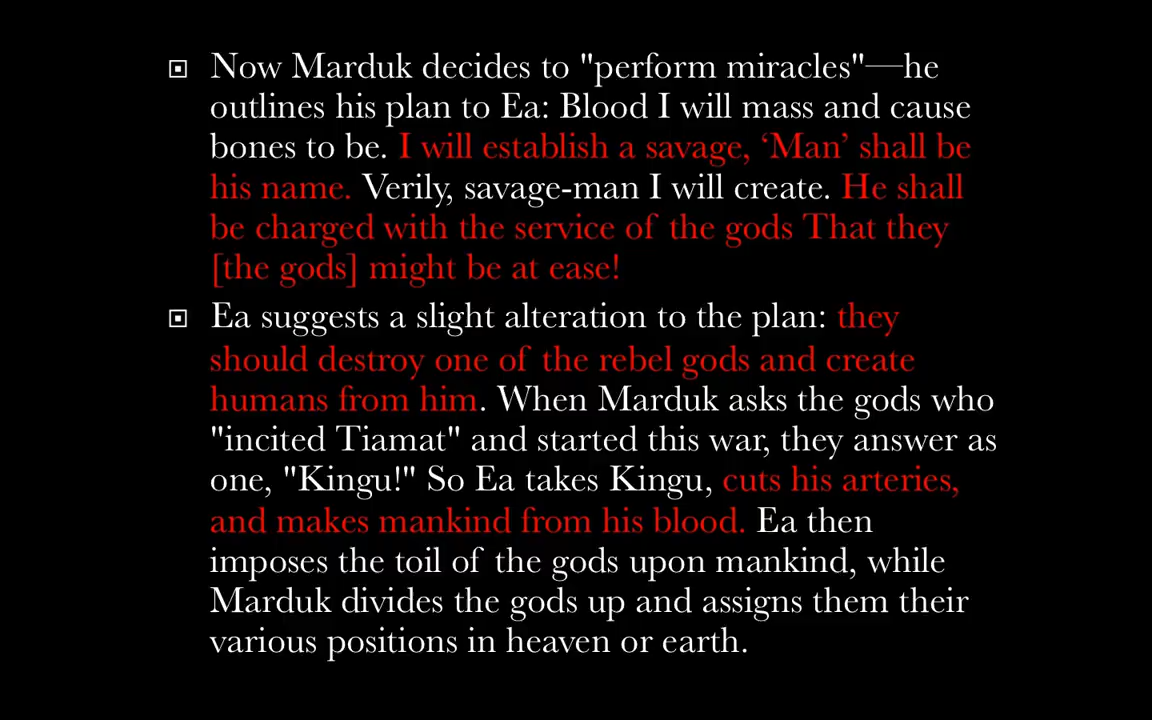 Now Marduk decides to "perform miracles"—he
outlines his plan to Ea: Blood I will mass and cause
bones to be. I will establish a savage, ‘Man’ shall be
his name. Verily, savage-man I will create. He shall
be charged with the service of the gods That they
[the gods] might be at ease!
Ea suggests a slight alteration to the plan: they
should destroy one of the rebel gods and create
humans from him. When Marduk asks the gods who
"incited Tiamat" and started this war, they answer as
one, "Kingu!" So Ea takes Kingu, cuts his arteries,
and makes mankind from his blood. Ea then
imposes the toil of the gods upon mankind, while
Marduk divides the gods up and assigns them their
various positions in heaven or earth.